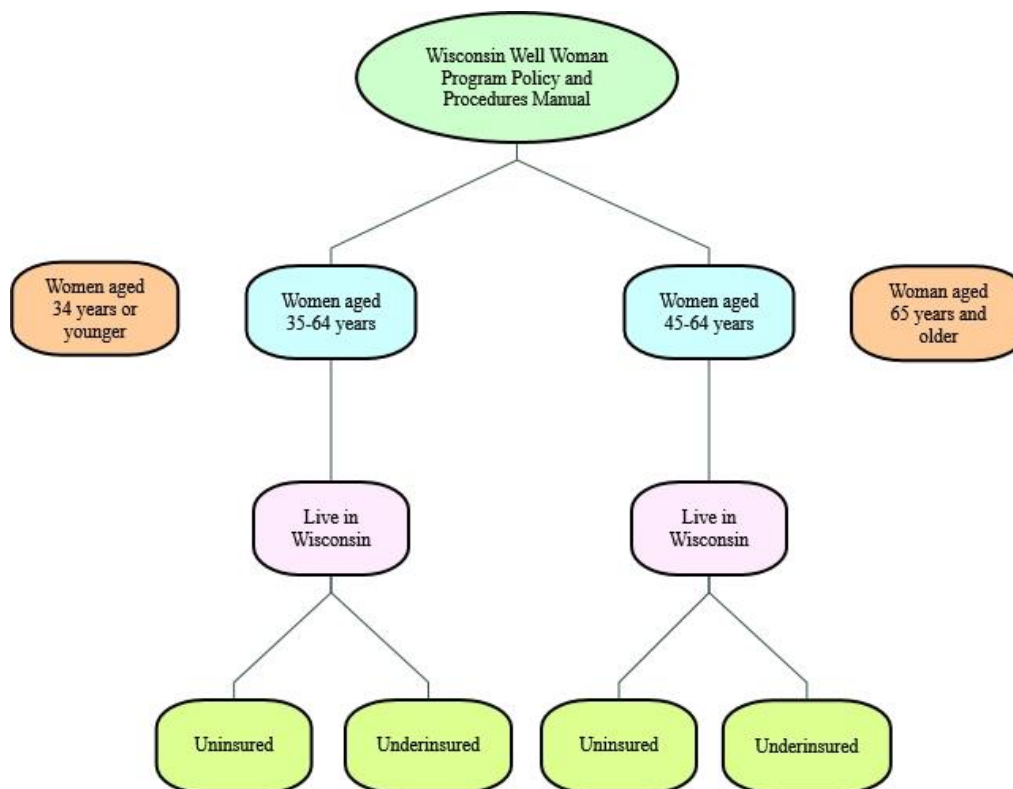 Wisconsin Well Woman
Program Policy and
Procedures Manual
Women aged
34 years or
younger
Women aged
35-64 years
Women aged
45-64 years
Woman aged
65 years and
older
Live in
Wisconsin
Live in
Wisconsin
Uninsured
Underinsured
Uninsured
Underinsured